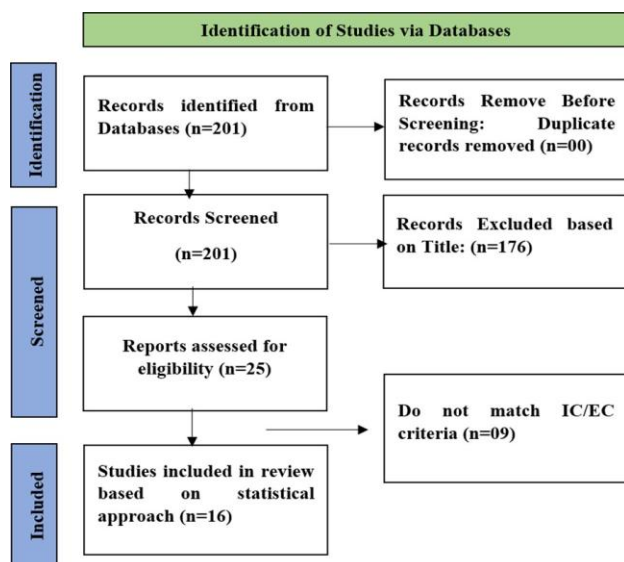 Identification of Studies via Databases
Identification
Records identified from
Databases (n=201)
Records Remove Before
Screening: Duplicate
records removed (n=00)
Screened
Records Screened
(n=201)
Records Excluded based
on Title: (n=176)
Reports assessed for
eligibility (n=25)
Do not match IC/EC
criteria (n=09)
Included
Studies included in review
based on statistical
approach (n=16)